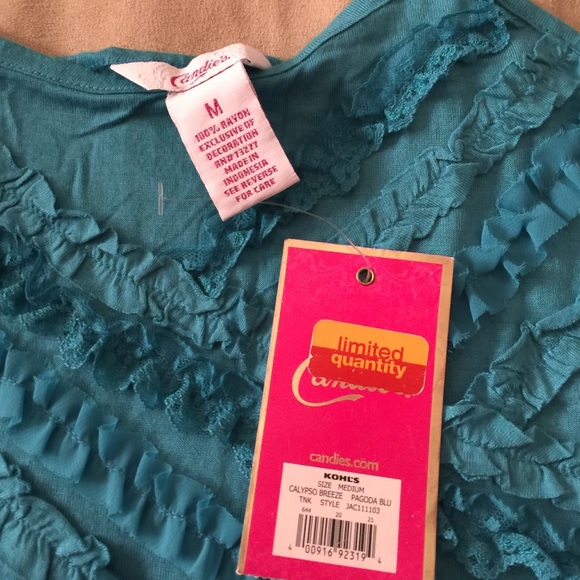 Candie's
M
100% RAYON
EXCLUSIVE OF
DECORATION
RN#73277
MADE IN
INDONESIA
SEE REVERSE
FOR CARE
limited
quantity
Candie's
candies.com
KOHL'S
SIZE MEDIUM
CALYPSO BREEZE PAGODA BLU
TNK STYLE JAC111103
644 20 21
4 00916 92319 4